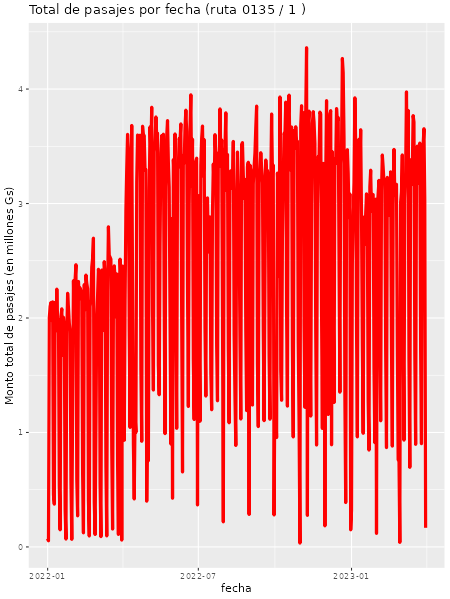 Total de pasajes por fecha (ruta 0135 / 1 )
Monto total de pasajes (en millones Gs)
4
3
2
1
0
2022-01 2022-07 2023-01
fecha